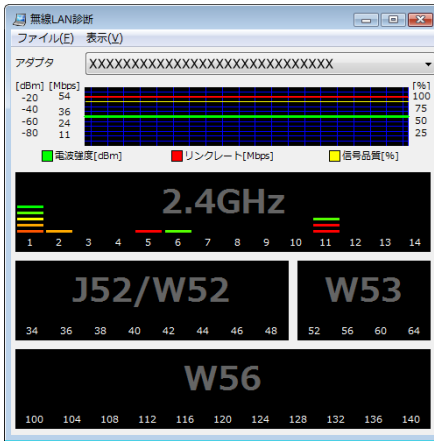 無線LAN診断
ファイル(F) 表示(V)
アダプタ XXXXXXXXXXXXXXXXXXXXXXXXXXXXX
[dBm] [Mbps] [%]
-20 54 100
-40 36 75
-60 24 50
-80 11 25
電波強度[dBm] リンクレート[Mbps] 信号品質[%]
2.4GHz
1 2 3 4 5 6 7 8 9 10 11 12 13 14
J52/W52 W53
34 36 38 40 42 44 46 48 52 56 60 64
W56
100 104 108 112 116 120 124 128 132 136 140